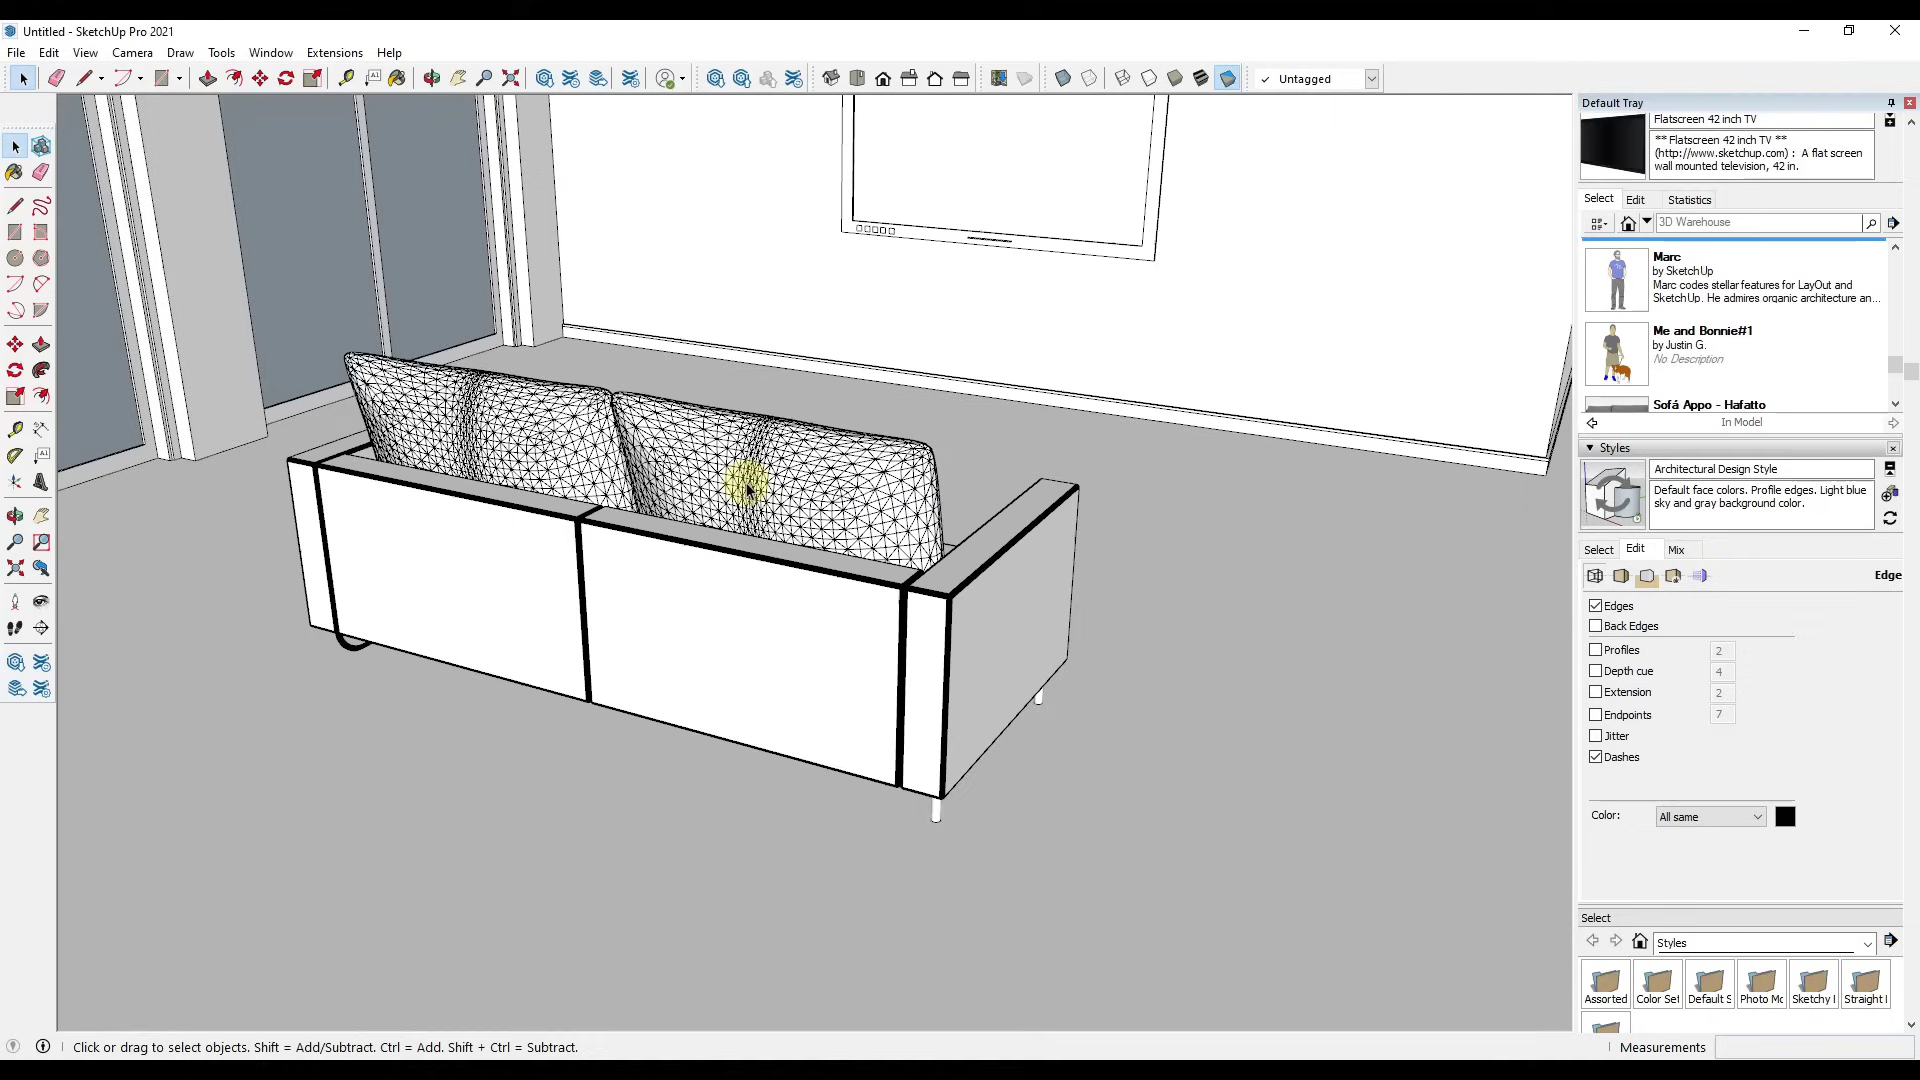 Untitled - SketchUp Pro 2021
File Edit View Camera Draw Tools Window Extensions Help
Untagged
Default Tray
Flatscreen 42 inch TV
** Flatscreen 42 inch TV **
(http://www.sketchup.com) : A flat screen
wall mounted television, 42 in.
Select Edit Statistics
3D Warehouse
Marc
by SketchUp
Marc codes stellar features for LayOut and
SketchUp. He admires organic architecture an...
Me and Bonnie#1
by Justin G.
No Description
Sofá Appo - Hafatto
In Model
Styles
Architectural Design Style
Default face colors. Profile edges. Light blue
sky and gray background color.
Select Edit Mix
Edge
Edges
Back Edges
Profiles 2
Depth cue 4
Extension 2
Endpoints 7
Jitter
Dashes
Color: All same
Select
Styles
Assorted Color Set Default S Photo Mo Sketchy I Straight I
Click or drag to select objects. Shift = Add/Subtract. Ctrl = Add. Shift + Ctrl = Subtract.
Measurements